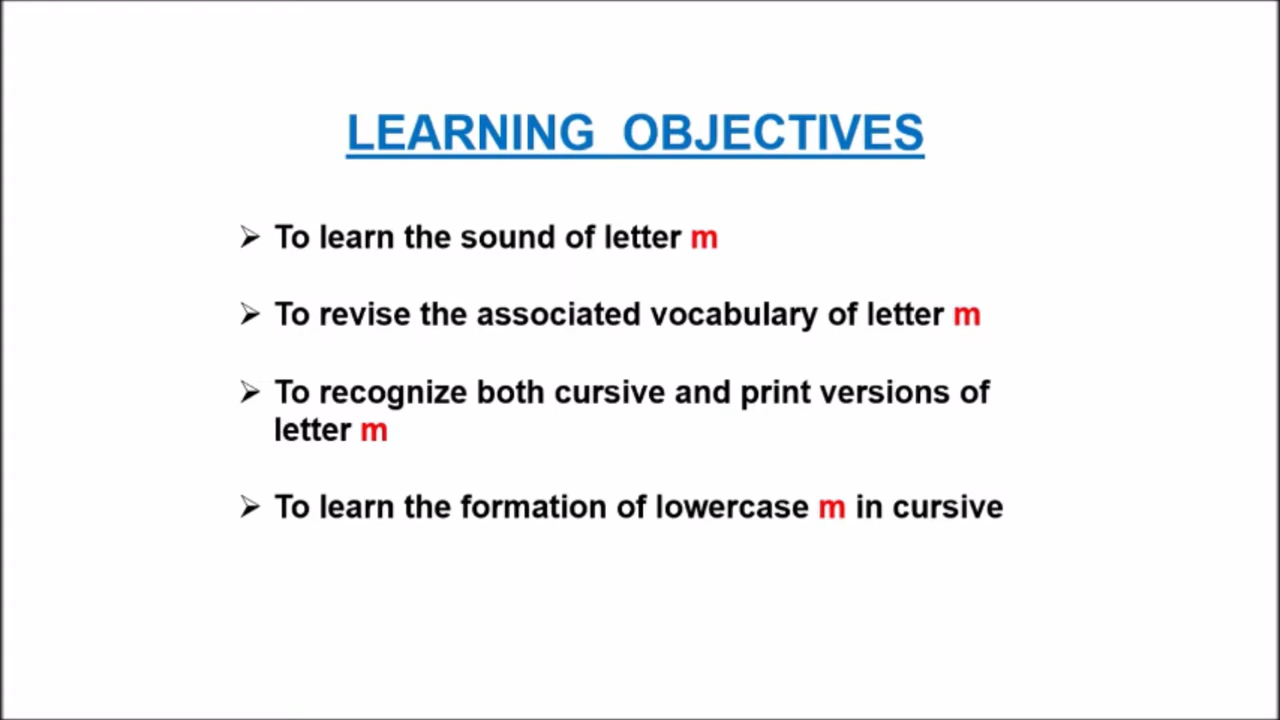 LEARNING OBJECTIVES
➢ To learn the sound of letter m
➢ To revise the associated vocabulary of letter m
➢ To recognize both cursive and print versions of
letter m
➢ To learn the formation of lowercase m in cursive